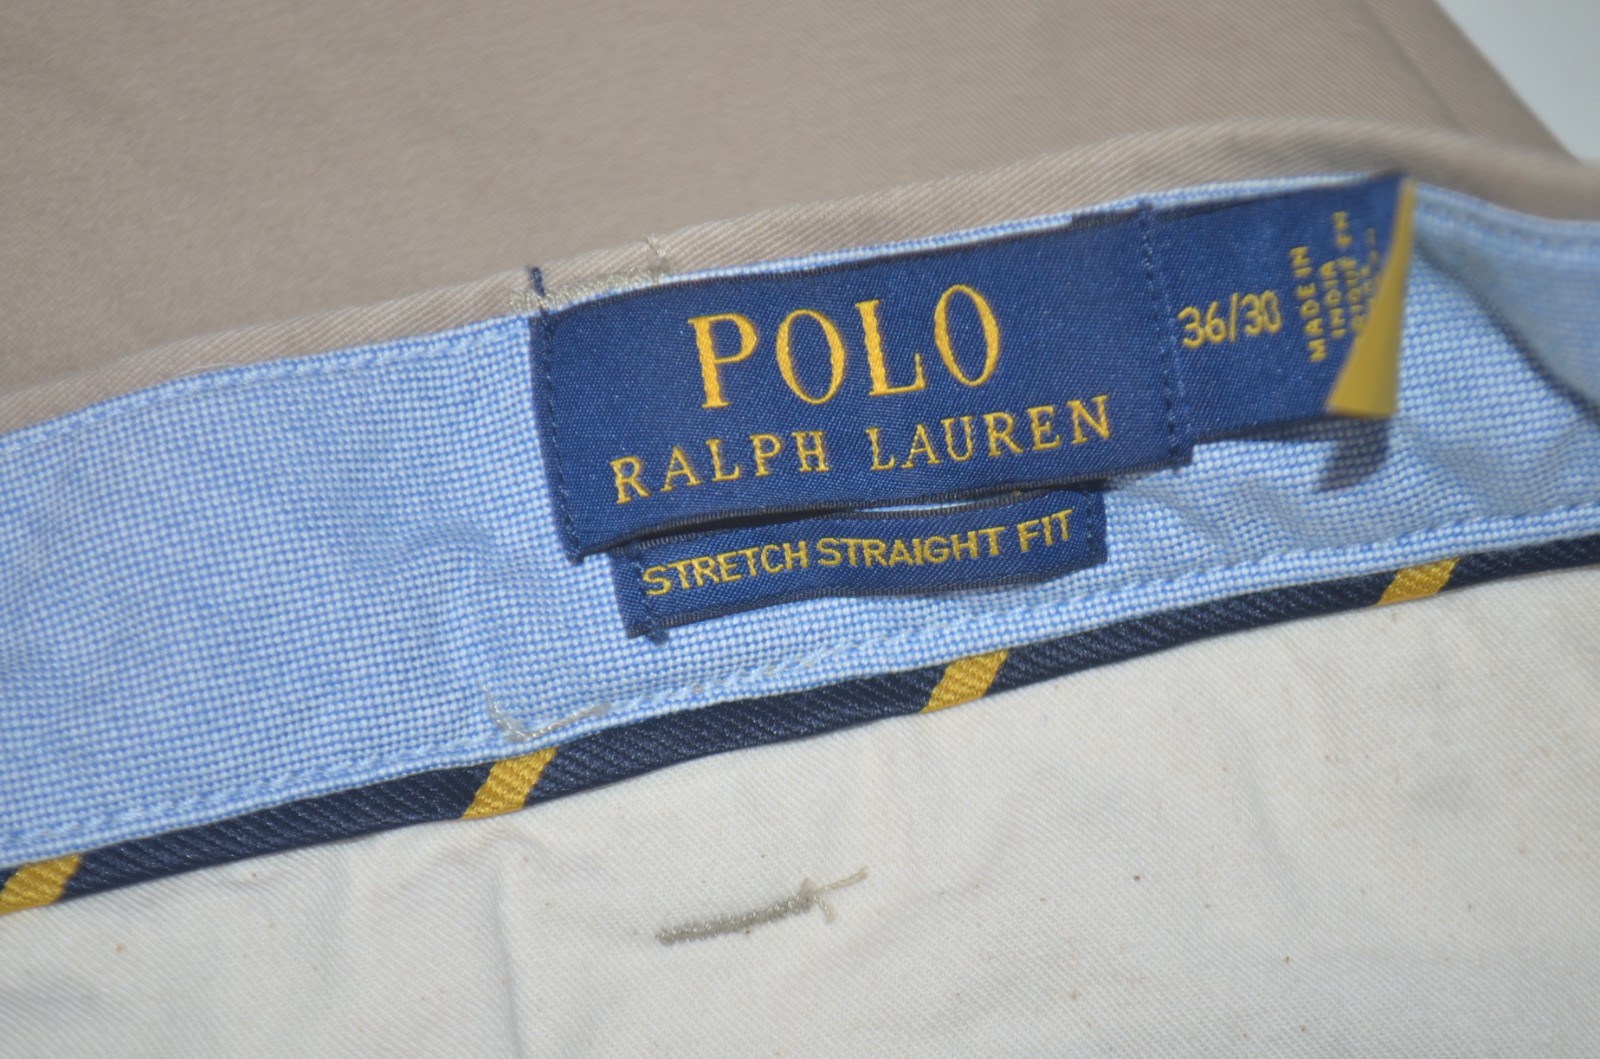 POLO
RALPH LAUREN
STRETCH STRAIGHT FIT
36/30
MADE IN
INDIA